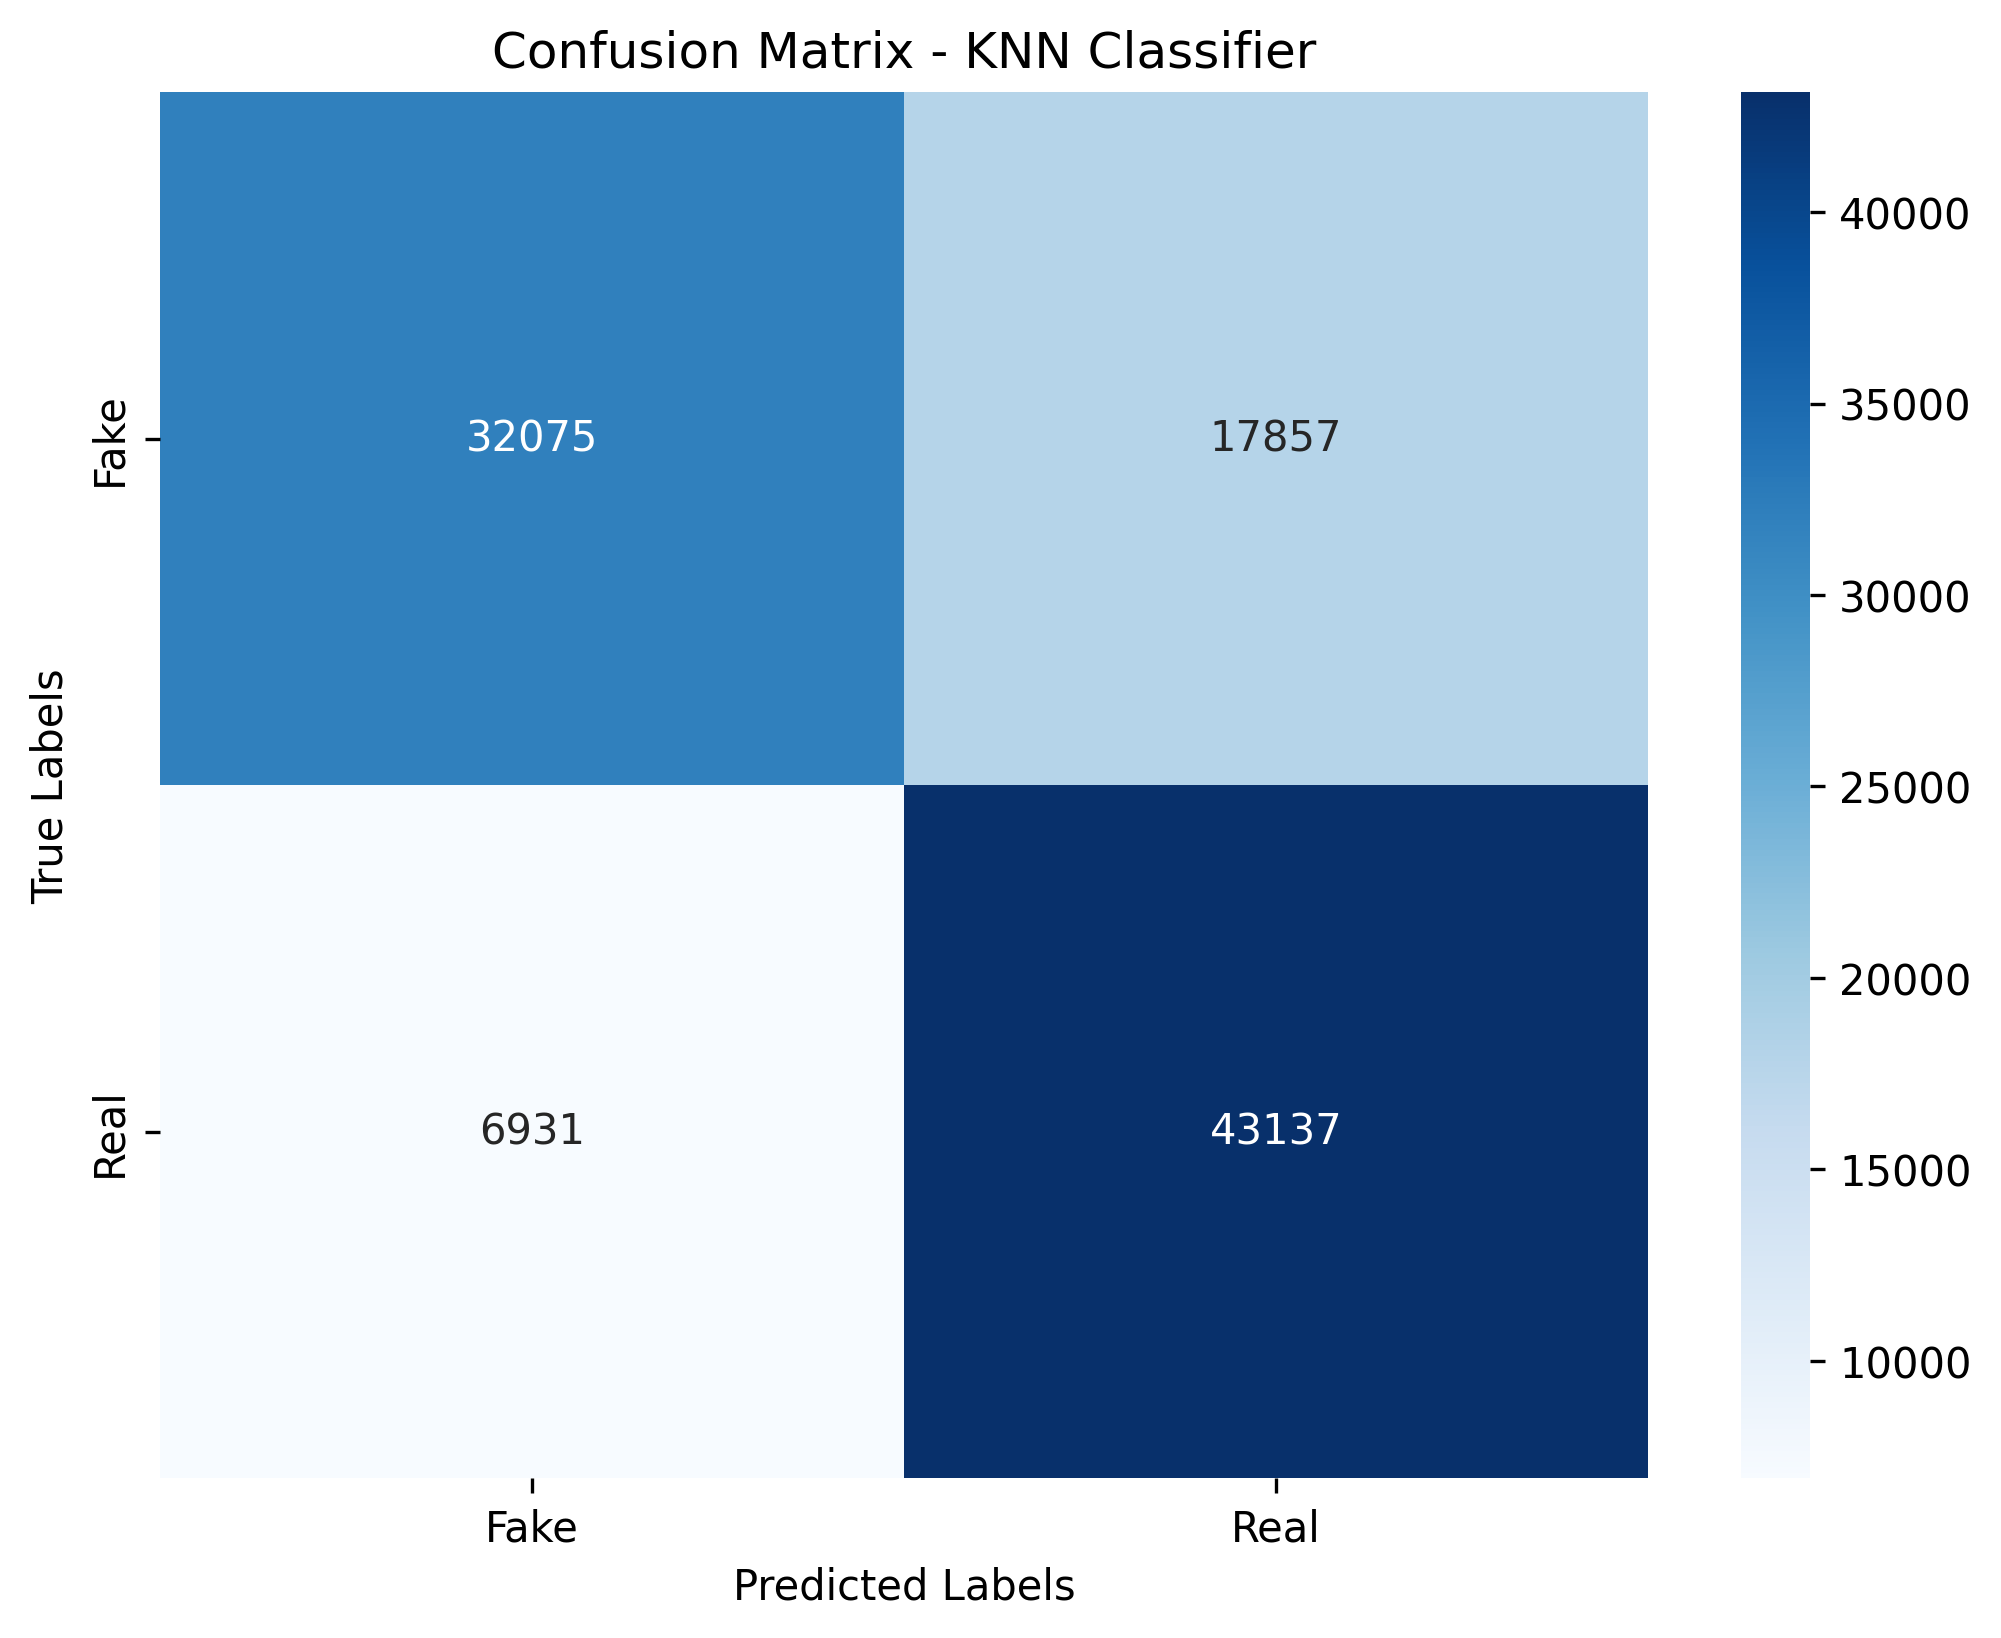 Confusion Matrix - KNN Classifier
True Labels
Fake
Real
32075
17857
6931
43137
Fake
Real
Predicted Labels
40000
35000
30000
25000
20000
15000
10000